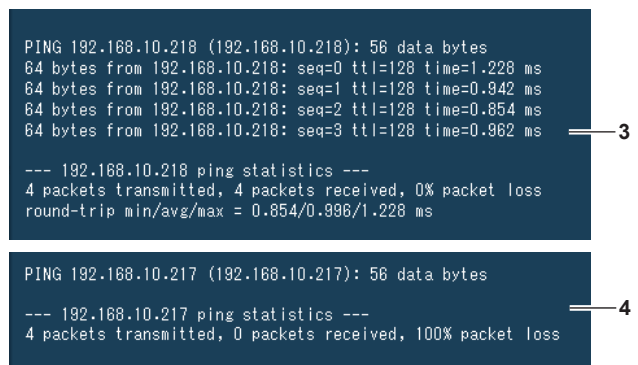 PING 192.168.10.218 (192.168.10.218): 56 data bytes
64 bytes from 192.168.10.218: seq=0 ttl=128 time=1.228 ms
64 bytes from 192.168.10.218: seq=1 ttl=128 time=0.942 ms
64 bytes from 192.168.10.218: seq=2 ttl=128 time=0.854 ms
64 bytes from 192.168.10.218: seq=3 ttl=128 time=0.962 ms
3
--- 192.168.10.218 ping statistics ---
4 packets transmitted, 4 packets received, 0% packet loss
round-trip min/avg/max = 0.854/0.996/1.228 ms
PING 192.168.10.217 (192.168.10.217): 56 data bytes
4
--- 192.168.10.217 ping statistics ---
4 packets transmitted, 0 packets received, 100% packet loss